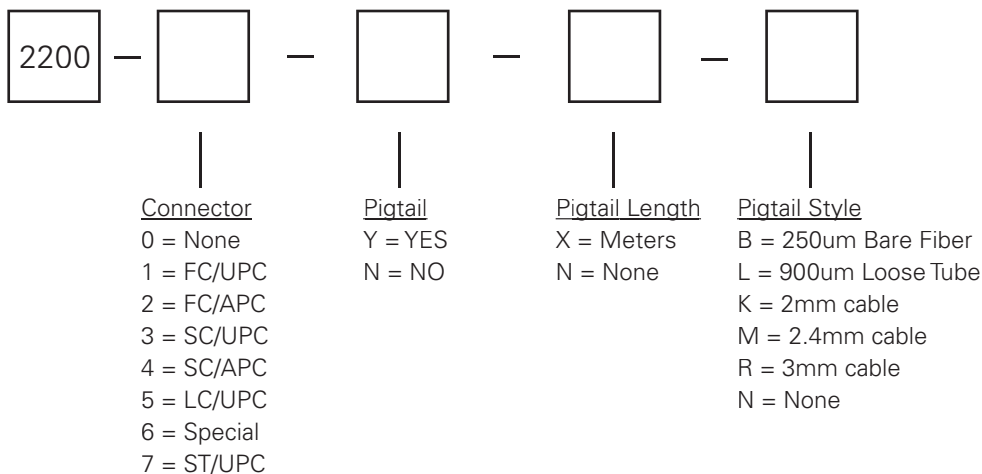 2200
Connector
0 = None
1 = FC/UPC
2 = FC/APC
3 = SC/UPC
4 = SC/APC
5 = LC/UPC
6 = Special
7 = ST/UPC
Pigtail
Y = YES
N = NO
Pigtail Length
X = Meters
N = None
Pigtail Style
B = 250um Bare Fiber
L = 900um Loose Tube
K = 2mm cable
M = 2.4mm cable
R = 3mm cable
N = None